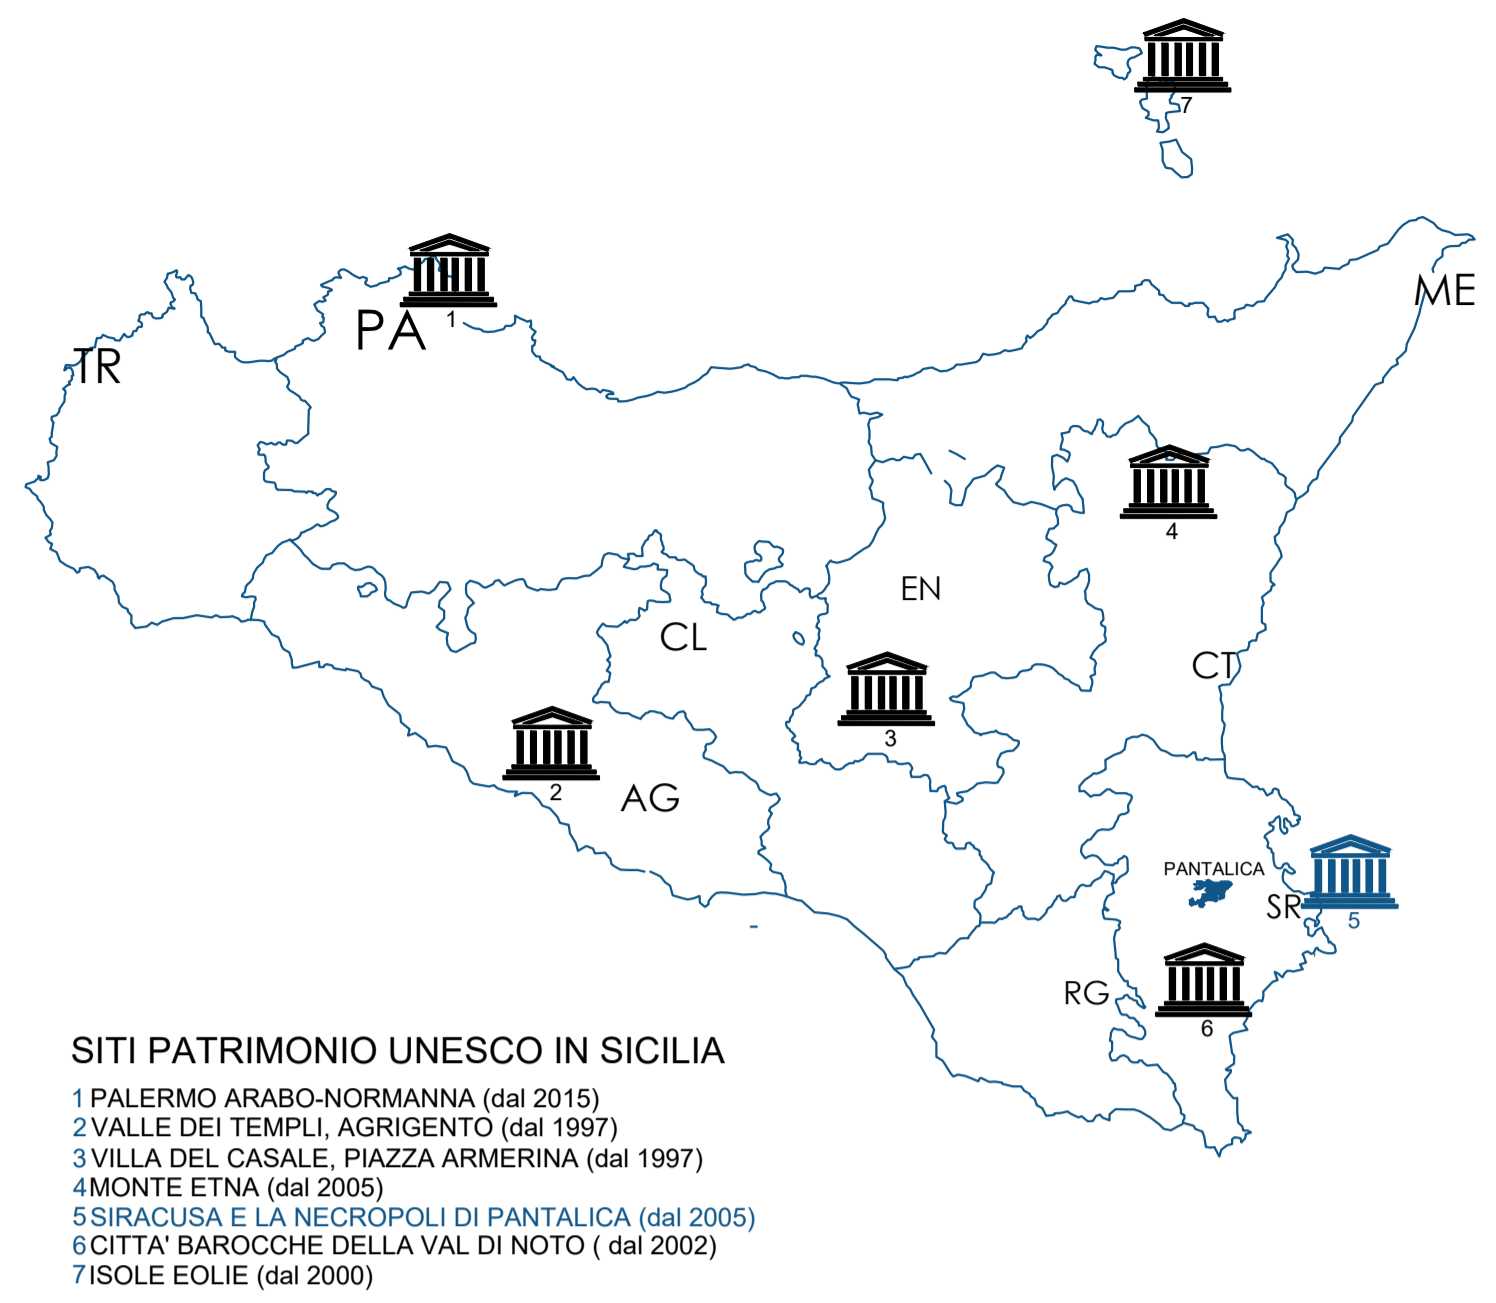 7
ME
PA
1
TR
4
EN
CL
CT
3
2
AG
PANTALICA
SR
5
RG
6
SITI PATRIMONIO UNESCO IN SICILIA
1 PALERMO ARABO-NORMANNA (dal 2015)
2 VALLE DEI TEMPLI, AGRIGENTO (dal 1997)
3 VILLA DEL CASALE, PIAZZA ARMERINA (dal 1997)
4 MONTE ETNA (dal 2005)
5 SIRACUSA E LA NECROPOLI DI PANTALICA (dal 2005)
6 CITTA' BAROCCHE DELLA VAL DI NOTO ( dal 2002)
7 ISOLE EOLIE (dal 2000)